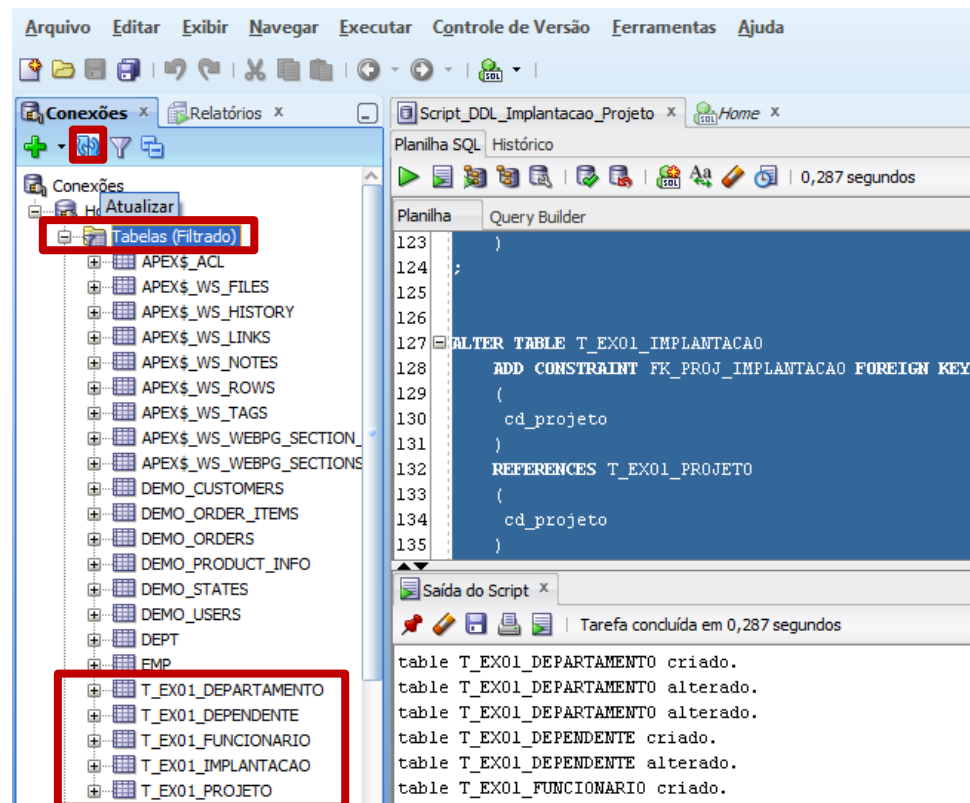 Arquivo Editar Exibir Navegar Executar Controle de Versão Ferramentas Ajuda
Conexões x Relatórios x
Conexões
Atualizar
Tabelas (Filtrado)
APEX$_ACL
APEX$_WS_FILES
APEX$_WS_HISTORY
APEX$_WS_LINKS
APEX$_WS_NOTES
APEX$_WS_ROWS
APEX$_WS_TAGS
APEX$_WS_WEBPG_SECTION_
APEX$_WS_WEBPG_SECTIONS
DEMO_CUSTOMERS
DEMO_ORDER_ITEMS
DEMO_ORDERS
DEMO_PRODUCT_INFO
DEMO_STATES
DEMO_USERS
DEPT
EMP
T_EX01_DEPARTAMENTO
T_EX01_DEPENDENTE
T_EX01_FUNCIONARIO
T_EX01_IMPLANTACAO
T_EX01_PROJETO
Script_DDL_Implantacao_Projeto x Home x
Planilha SQL Histórico
SQL
0,287 segundos
Planilha Query Builder
123 )
124 ;
125
126
127 ALTER TABLE T_EX01_IMPLANTACAO
128 ADD CONSTRAINT FK_PROJ_IMPLANTACAO FOREIGN KEY
129 (
130 cd_projeto
131 )
132 REFERENCES T_EX01_PROJETO
133 (
134 cd_projeto
135 )
Saída do Script x
Tarefa concluída em 0,287 segundos
table T_EX01_DEPARTAMENTO criado.
table T_EX01_DEPARTAMENTO alterado.
table T_EX01_DEPARTAMENTO alterado.
table T_EX01_DEPENDENTE criado.
table T_EX01_DEPENDENTE alterado.
table T_EX01_FUNCIONARIO criado.